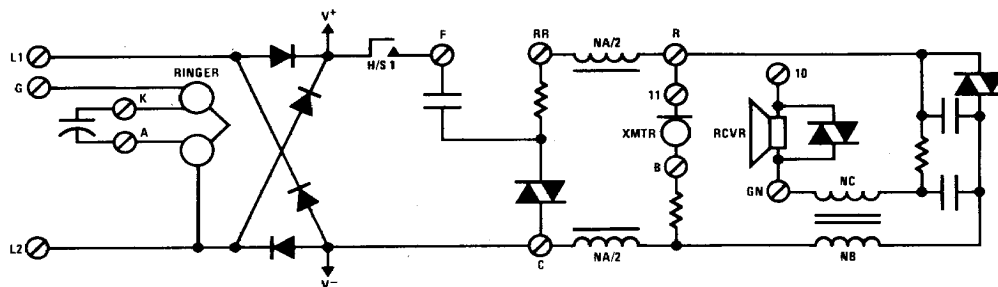 V+
L1
G
RINGER
K
A
H/S 1
F
RR
NA/2
R
11
XMTR
B
10
RCVR
GN
NC
NB
L2
V−
C
NA/2